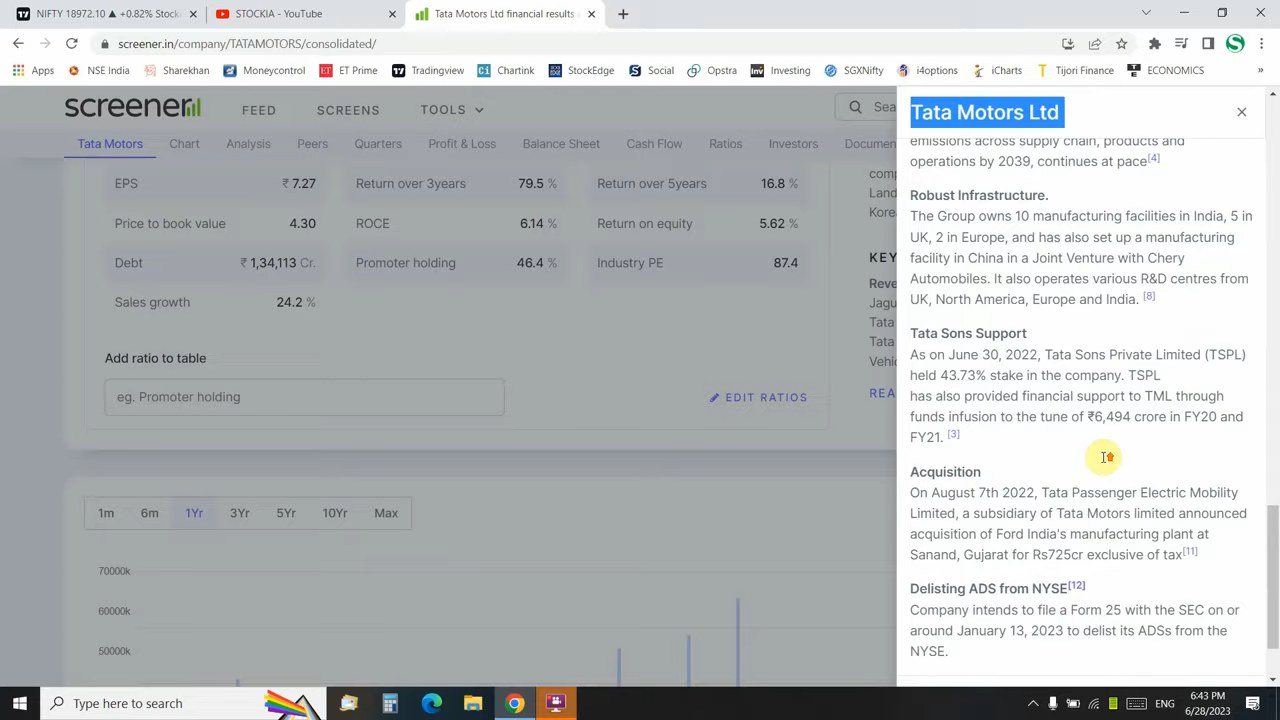 NIFTY 18972.10 ▲ +0.82% Stock
STOCKIA - YouTube
Tata Motors Ltd financial results
screener.in/company/TATAMOTORS/consolidated/
Apps
NSE India
Sharekhan
Moneycontrol
ET Prime
Tradingview
Chartink
StockEdge
Social
Opstra
Investing
SGXNifty
i4options
iCharts
Tijori Finance
ECONOMICS
»
screener
FEED
SCREENS
TOOLS
Sea
Tata Motors
Chart
Analysis
Peers
Quarters
Profit & Loss
Balance Sheet
Cash Flow
Ratios
Investors
Documen
EPS ₹ 7.27
Return over 3years 79.5 %
Return over 5years 16.8 %
Price to book value 4.30
ROCE 6.14 %
Return on equity 5.62 %
Debt ₹ 1,34,113 Cr.
Promoter holding 46.4 %
Industry PE 87.4
Sales growth 24.2 %
Add ratio to table
eg. Promoter holding
EDIT RATIOS
com
Land
Kore
KEY
Reve
Jagu
Tata
Tata
Vehic
REA
1m
6m
1Yr
3Yr
5Yr
10Yr
Max
70000k
60000k
50000k
Tata Motors Ltd
emissions across supply chain, products and
operations by 2039, continues at pace[4]
Robust Infrastructure.
The Group owns 10 manufacturing facilities in India, 5 in
UK, 2 in Europe, and has also set up a manufacturing
facility in China in a Joint Venture with Chery
Automobiles. It also operates various R&D centres from
UK, North America, Europe and India. [8]
Tata Sons Support
As on June 30, 2022, Tata Sons Private Limited (TSPL)
held 43.73% stake in the company. TSPL
has also provided financial support to TML through
funds infusion to the tune of ₹6,494 crore in FY20 and
FY21. [3]
Acquisition
On August 7th 2022, Tata Passenger Electric Mobility
Limited, a subsidiary of Tata Motors limited announced
acquisition of Ford India's manufacturing plant at
Sanand, Gujarat for Rs725cr exclusive of tax[11]
Delisting ADS from NYSE[12]
Company intends to file a Form 25 with the SEC on or
around January 13, 2023 to delist its ADSs from the
NYSE.
Type here to search
ENG
6:43 PM
6/28/2023